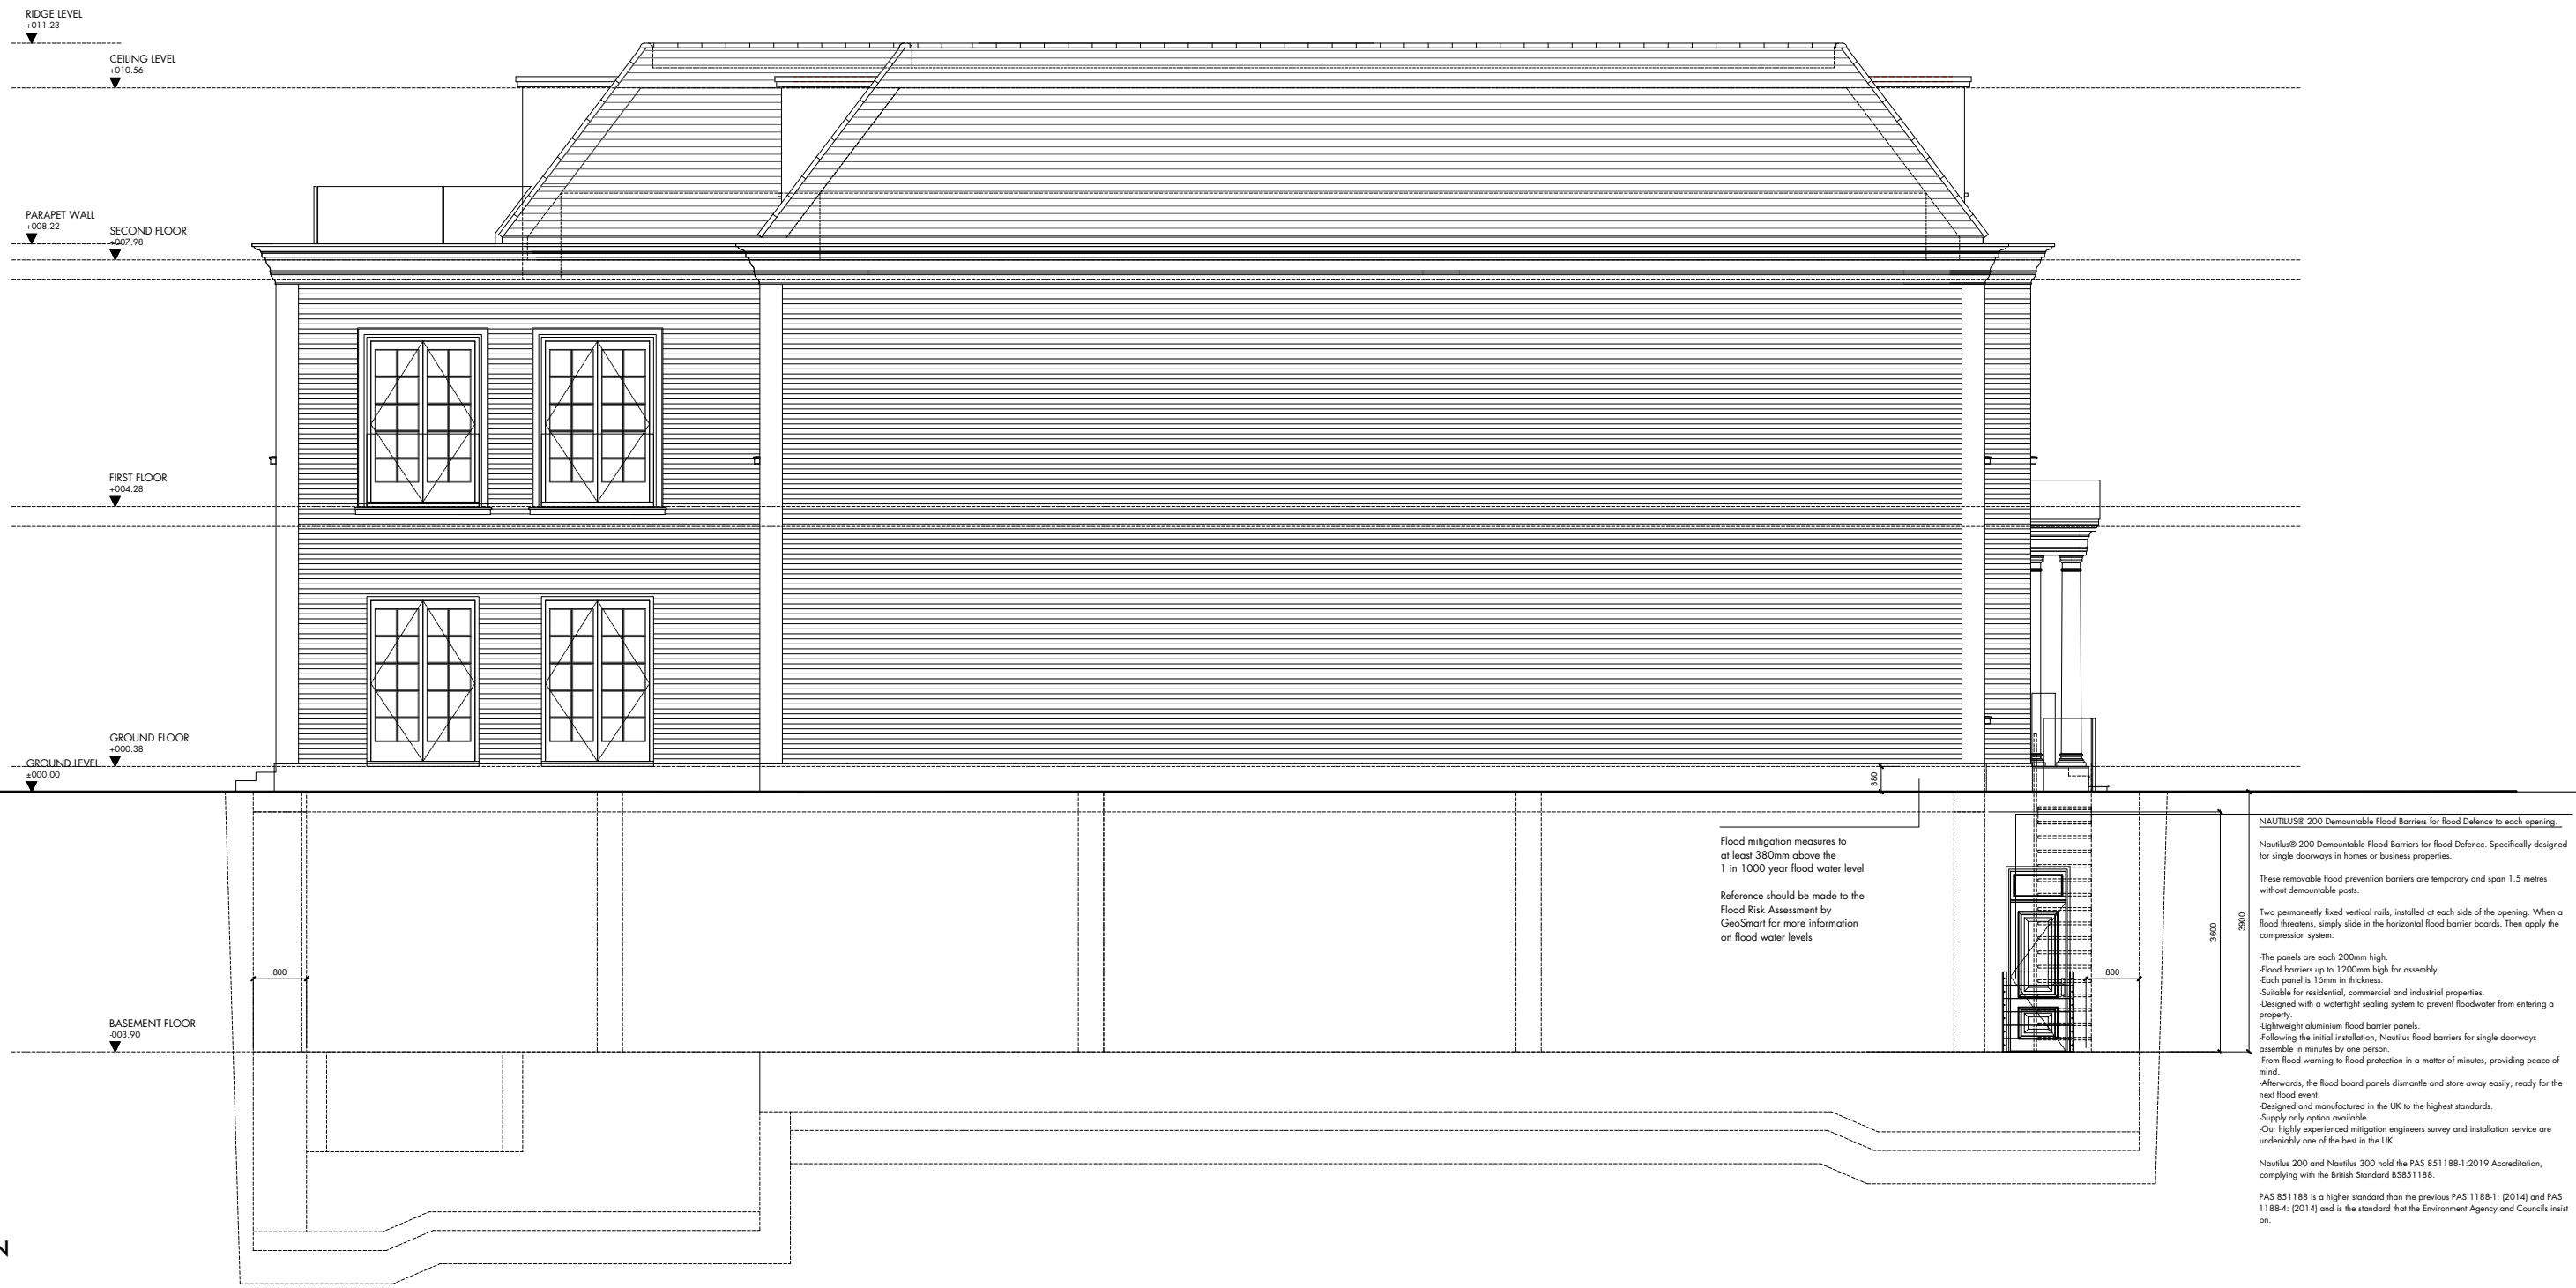 RIDGE LEVEL
+011.23
CEILING LEVEL
+010.56
PARAPET WALL
+008.22
SECOND FLOOR
+007.98
FIRST FLOOR
+004.28
GROUND FLOOR
+000.38
GROUND LEVEL
±000.00
380
Flood mitigation measures to
at least 380mm above the
1 in 1000 year flood water level
Reference should be made to the
Flood Risk Assessment by
GeoSmart for more information
on flood water levels
800
BASEMENT FLOOR
-003.90
800
3600
3900
NAUTILUS® 200 Demountable Flood Barriers for flood Defence to each opening.
Nautilus® 200 Demountable Flood Barriers for flood Defence. Specifically designed
for single doorways in homes or business properties.
These removable flood prevention barriers are temporary and span 1.5 metres
without demountable posts.
Two permanently fixed vertical rails, installed at each side of the opening. When a
flood threatens, simply slide in the horizontal flood barrier boards. Then apply the
compression system.
-The panels are each 200mm high.
-Flood barriers up to 1200mm high for assembly.
-Each panel is 16mm in thickness.
-Suitable for residential, commercial and industrial properties.
-Designed with a watertight sealing system to prevent floodwater from entering a
property.
-Lightweight aluminium flood barrier panels.
-Following the initial installation, Nautilus flood barriers for single doorways
assemble in minutes by one person.
-From flood warning to flood protection in a matter of minutes, providing peace of
mind.
-Afterwards, the flood board panels dismantle and store away easily, ready for the
next flood event.
-Designed and manufactured in the UK to the highest standards.
-Supply only option available.
-Our highly experienced mitigation engineers survey and installation service are
undeniably one of the best in the UK.
Nautilus 200 and Nautilus 300 hold the PAS 851188-1:2019 Accreditation,
complying with the British Standard BS851188.
PAS 851188 is a higher standard than the previous PAS 1188-1: (2014) and PAS
1188-4: (2014) and is the standard that the Environment Agency and Councils insist
on.